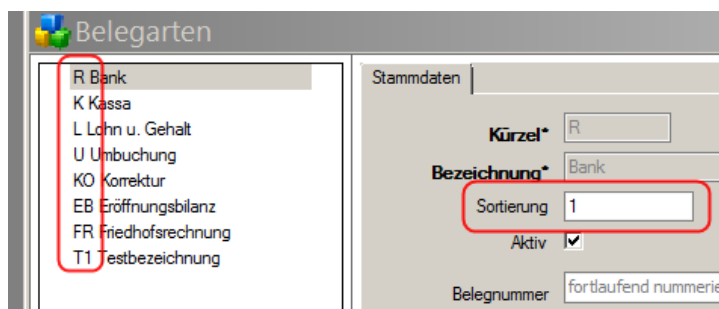 Belegarten
R Bank
K Kassa
L Lohn u. Gehalt
U Umbuchung
KO Korrektur
EB Eröffnungsbilanz
FR Friedhofsrechnung
T1 Testbezeichnung
Stammdaten
Kürzel* R
Bezeichnung* Bank
Sortierung 1
Aktiv
Belegnummer fortlaufend nummerie